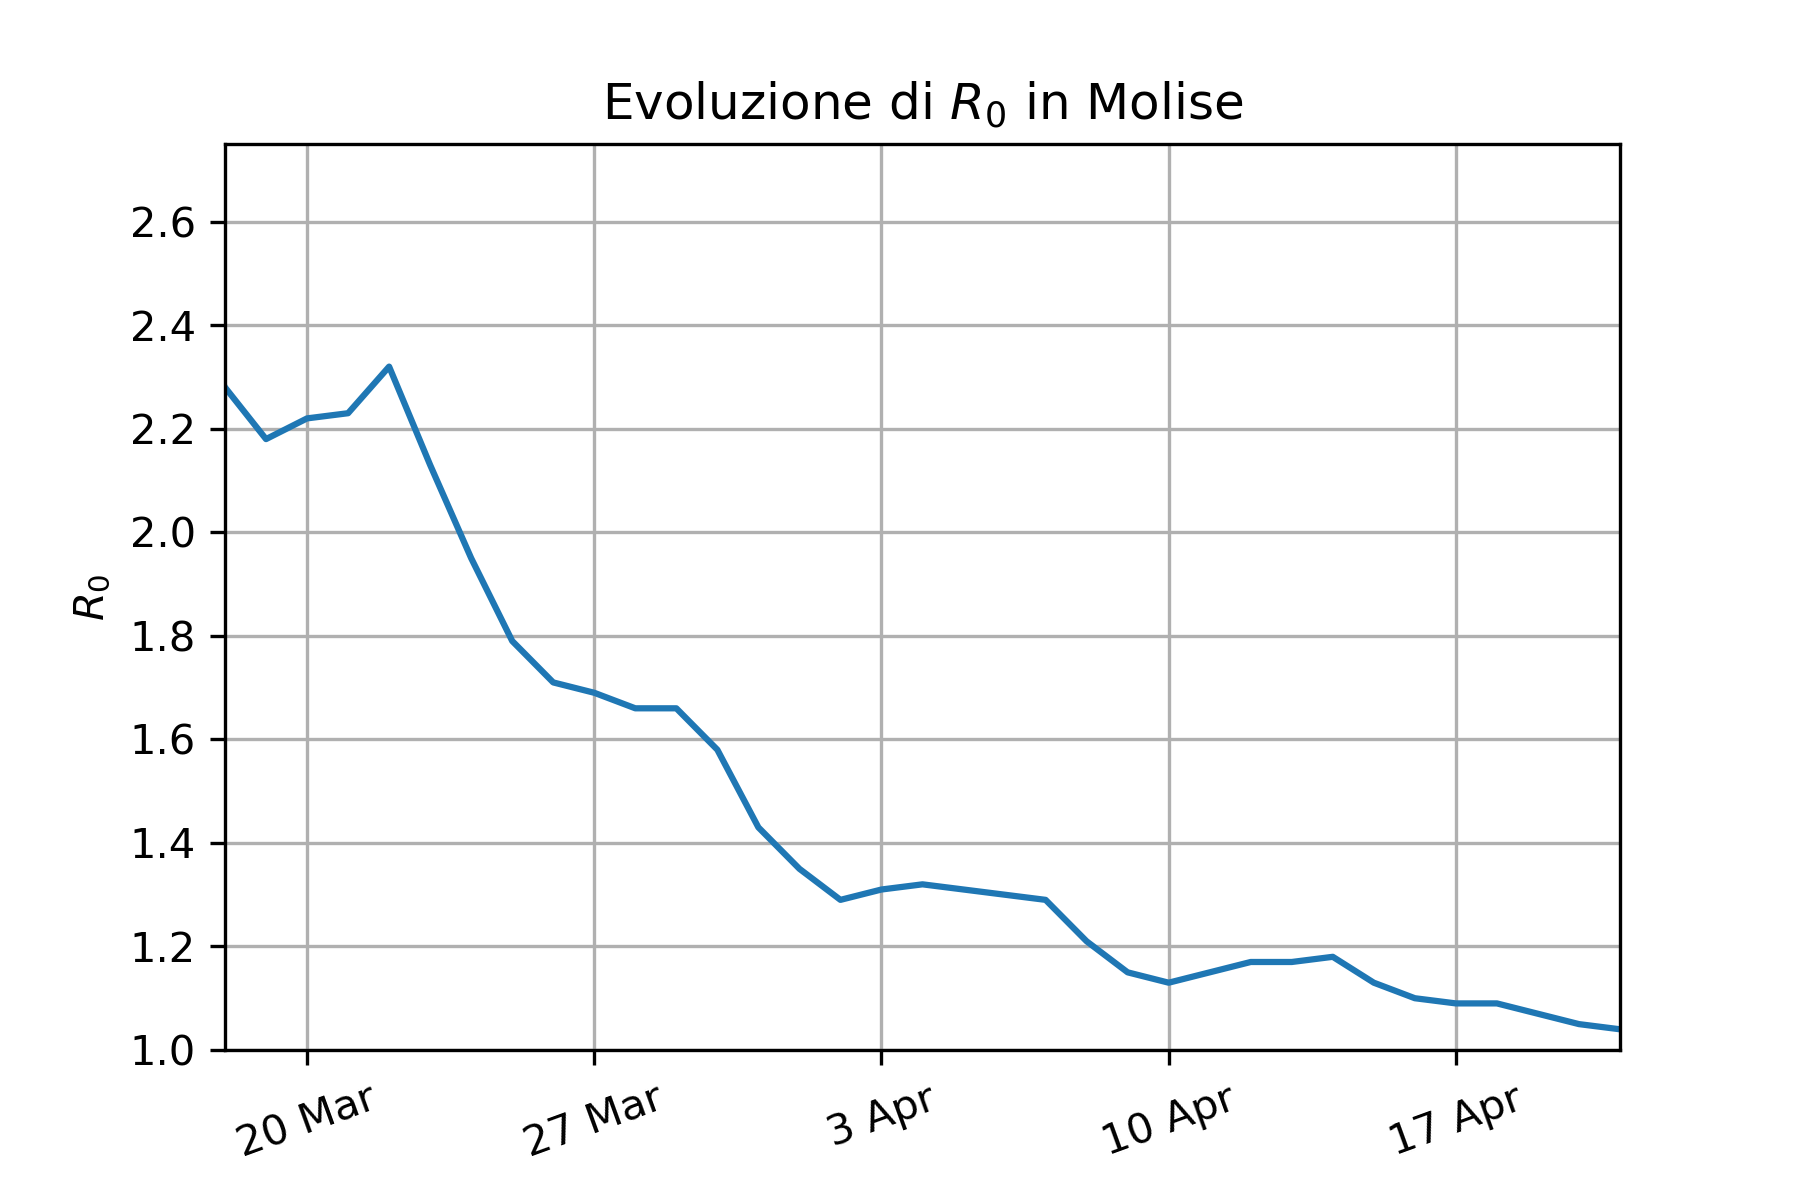 Evoluzione di R₀ in Molise
2.6
2.4
2.2
2.0
1.8
1.6
1.4
1.2
1.0
R₀
20 Mar
27 Mar
3 Apr
10 Apr
17 Apr